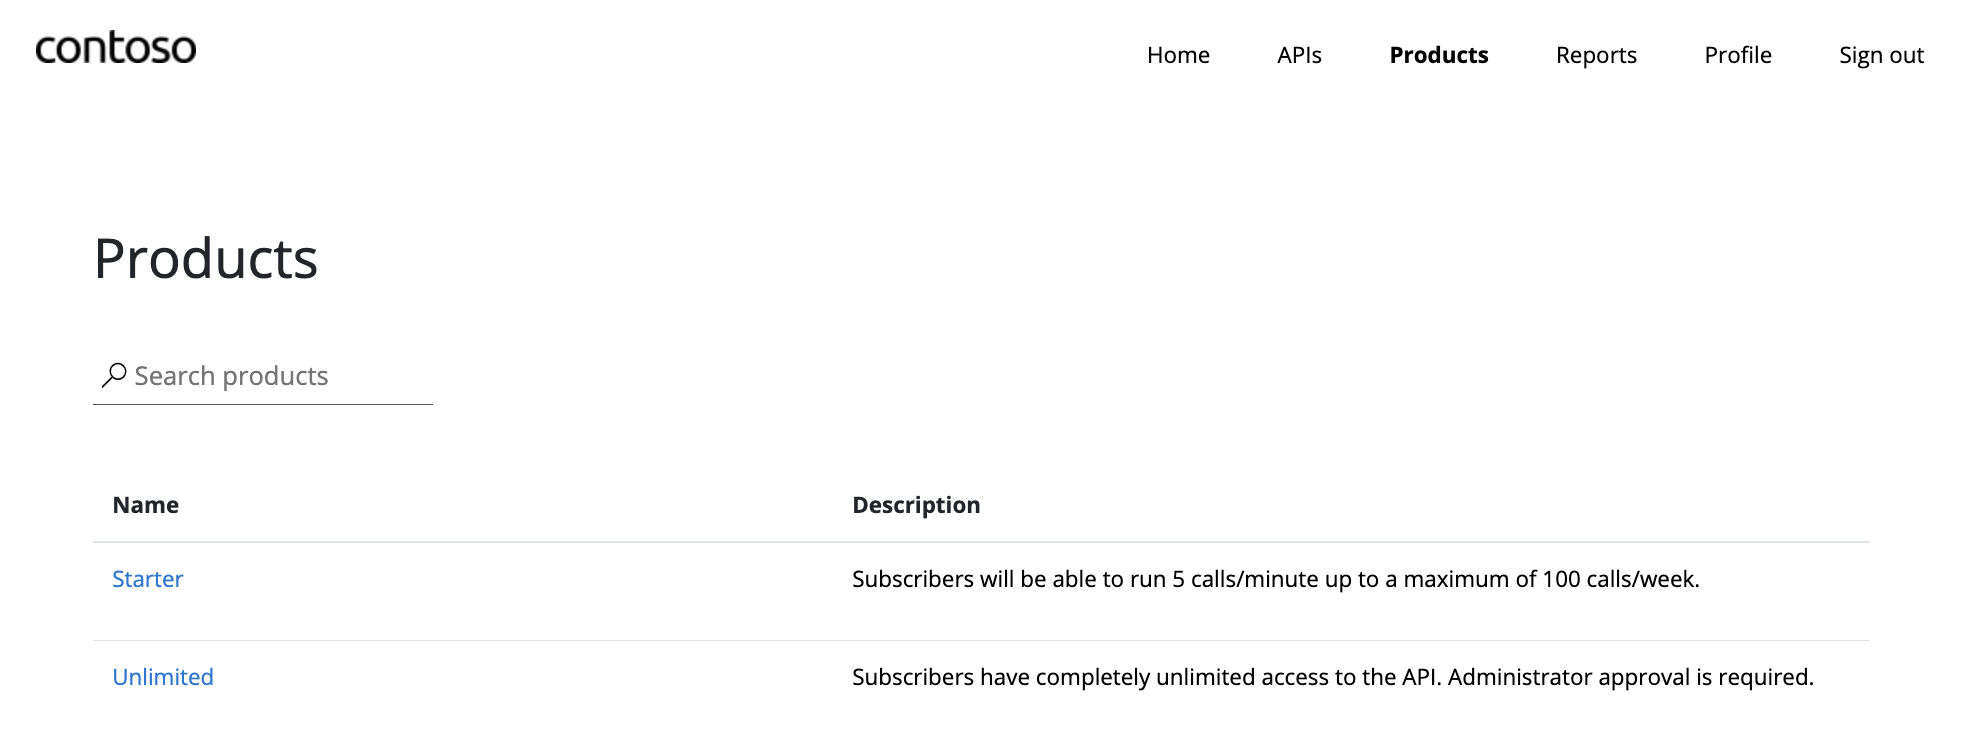 contoso
Home APIs Products Reports Profile Sign out
Products
Search products
Name Description
Starter Subscribers will be able to run 5 calls/minute up to a maximum of 100 calls/week.
Unlimited Subscribers have completely unlimited access to the API. Administrator approval is required.